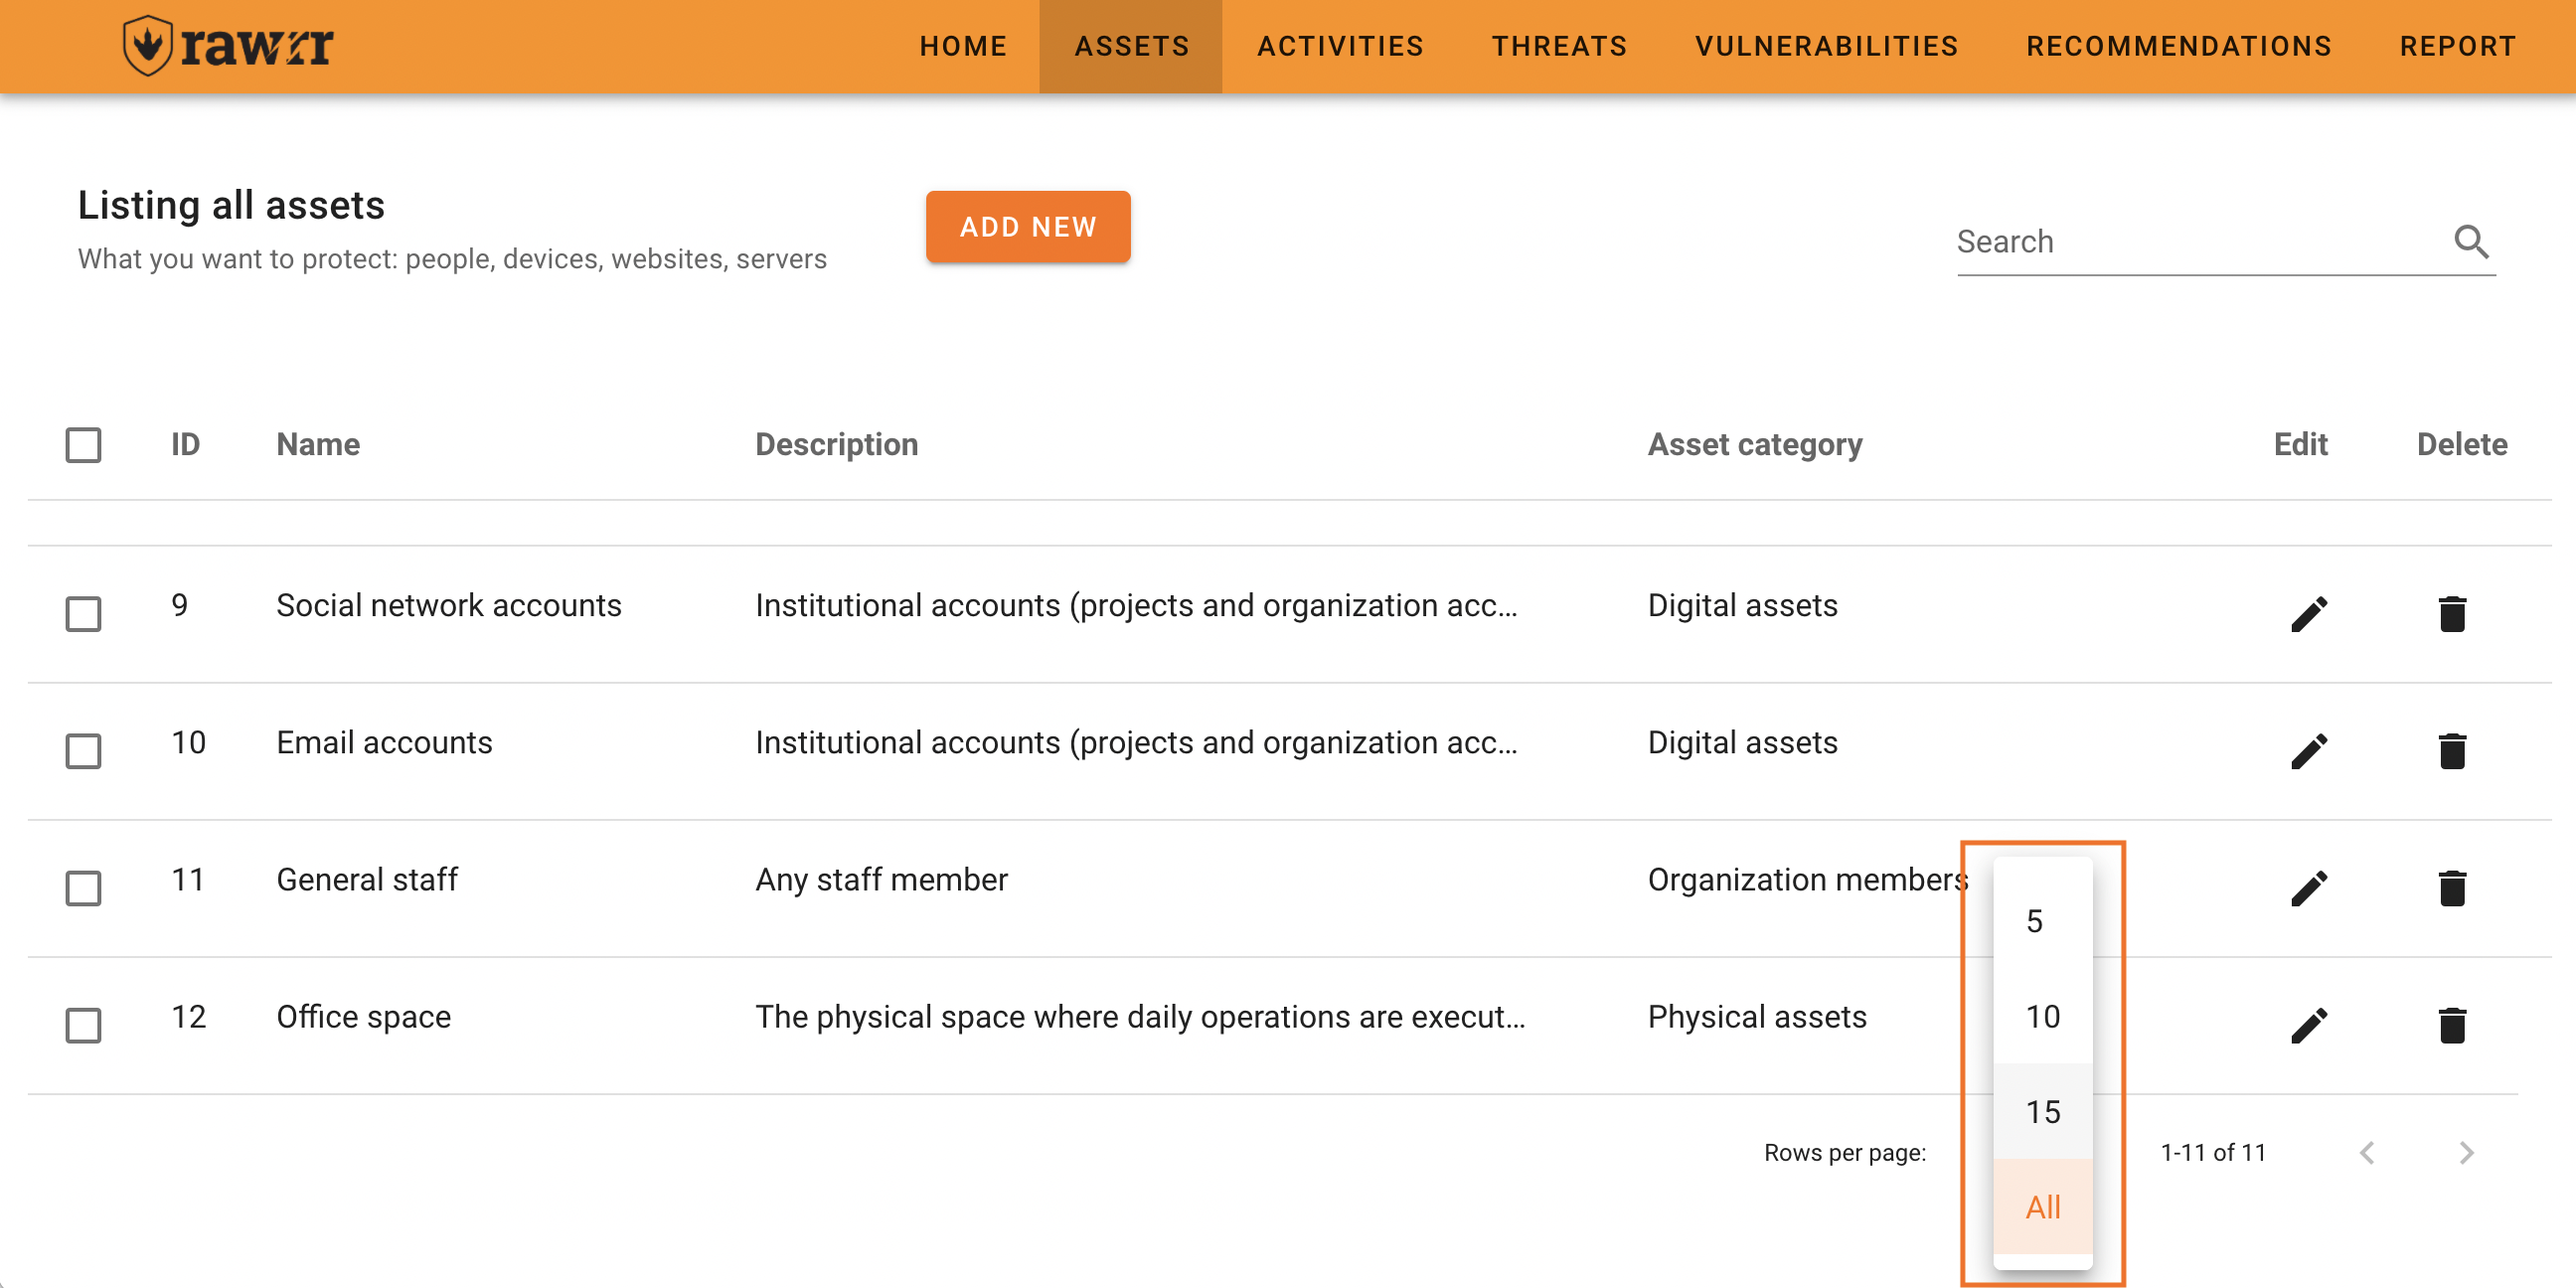 rawrr
HOME ASSETS ACTIVITIES THREATS VULNERABILITIES RECOMMENDATIONS REPORT
Listing all assets
What you want to protect: people, devices, websites, servers
ADD NEW
Search
ID Name Description Asset category Edit Delete
9 Social network accounts Institutional accounts (projects and organization acc... Digital assets
10 Email accounts Institutional accounts (projects and organization acc... Digital assets
11 General staff Any staff member Organization members
12 Office space The physical space where daily operations are execut... Physical assets
5
10
15
All
Rows per page: 1-11 of 11